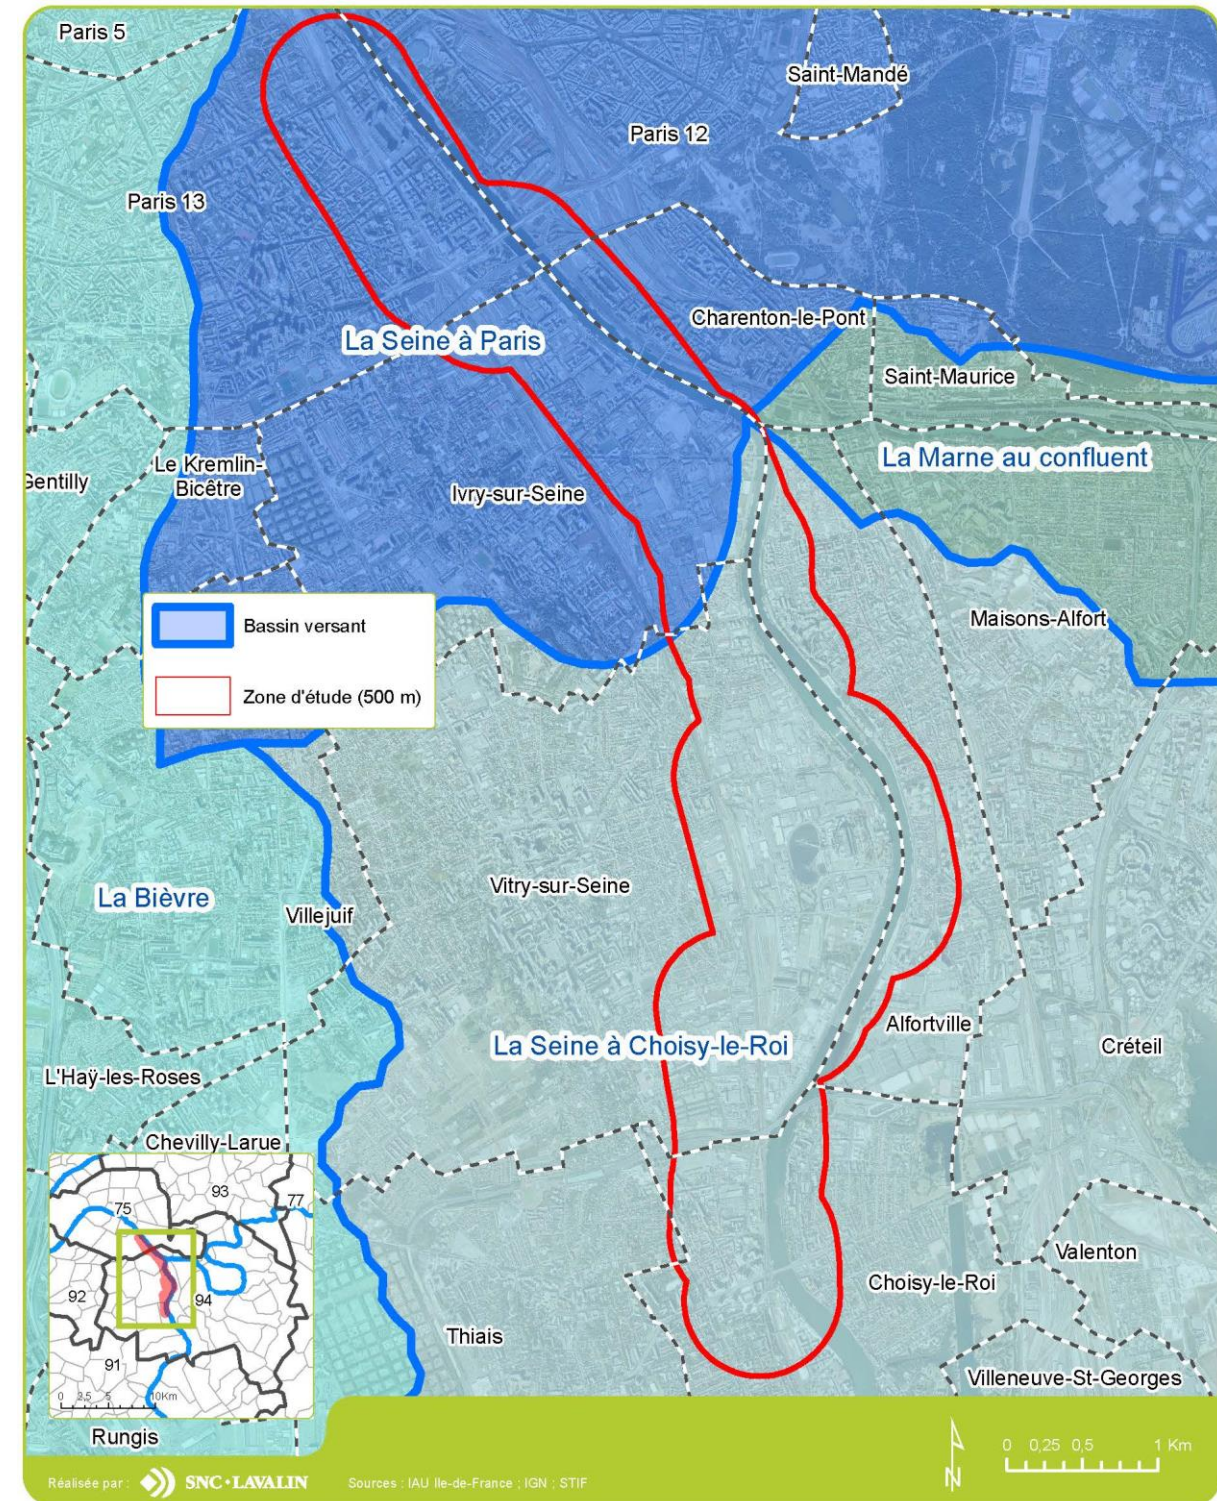 Paris 5
Saint-Mandé
Paris 12
Paris 13
Charenton-le-Pont
La Seine à Paris
Saint-Maurice
La Marne au confluent
Gentilly
Le Kremlin-
Bicêtre
Ivry-sur-Seine
Maisons-Alfort
Bassin versant
Zone d'étude (500 m)
Vitry-sur-Seine
La Bièvre
Villejuif
Alfortville
La Seine à Choisy-le-Roi
Créteil
L'Haÿ-les-Roses
Chevilly-Larue
93
77
75
92
94
91
0 2,5 5 10Km
Valenton
Choisy-le-Roi
Thiais
Villeneuve-St-Georges
Rungis
0 0,25 0,5 1 Km
N
Réalisée par : SNC•LAVALIN Sources : IAU Ile-de-France ; IGN ; STIF